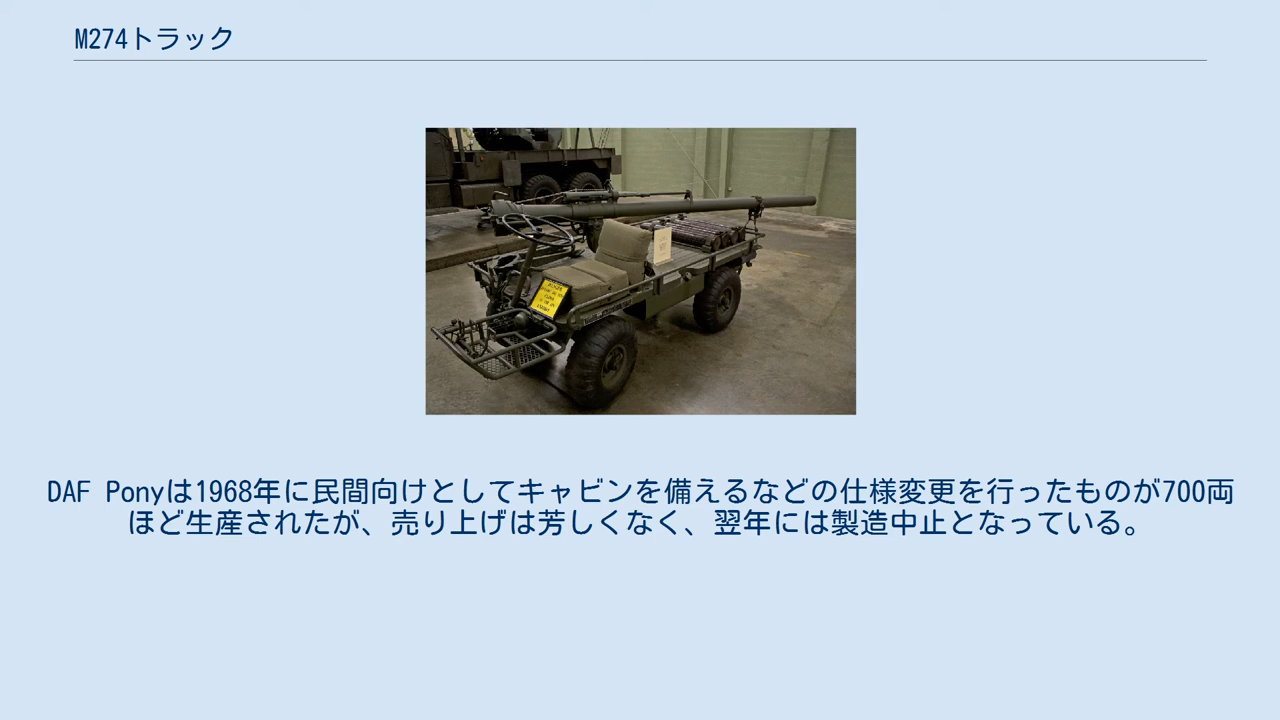 M274トラック
DAF Ponyは1968年に民間向けとしてキャビンを備えるなどの仕様変更を行ったものが700両
ほど生産されたが、売り上げは芳しくなく、翌年には製造中止となっている。